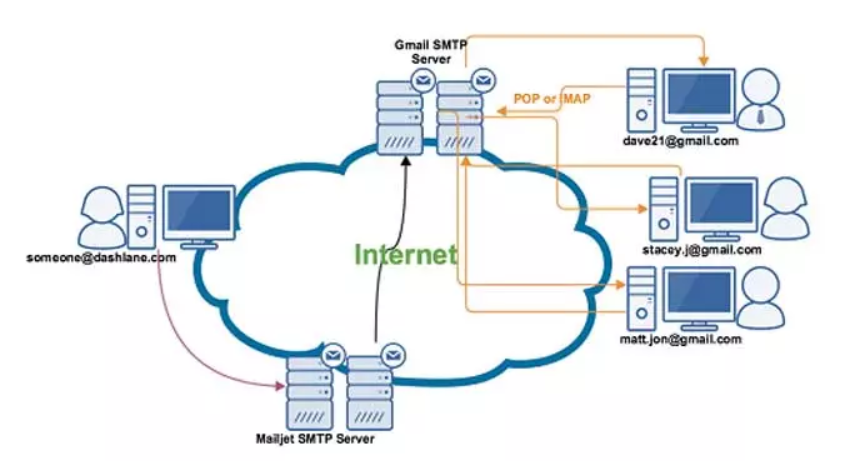 Gmail SMTP
Server
POP or IMAP
dave21@gmail.com
someone@dashlane.com
Internet
stacey.j@gmail.com
matt.jon@gmail.com
Mailjet SMTP Server